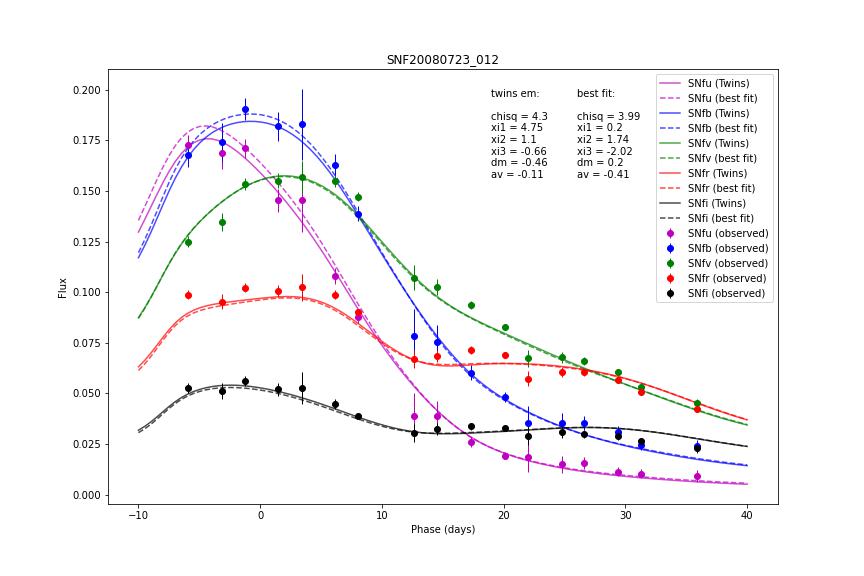 SNF20080723_012
twins em: best fit:
chisq = 4.3 chisq = 3.99
xi1 = 4.75 xi1 = 0.2
xi2 = 1.1 xi2 = 1.74
xi3 = -0.66 xi3 = -2.02
dm = -0.46 dm = 0.2
av = -0.11 av = -0.41
SNfu (Twins)
SNfu (best fit)
SNfb (Twins)
SNfb (best fit)
SNfv (Twins)
SNfv (best fit)
SNfr (Twins)
SNfr (best fit)
SNfi (Twins)
SNfi (best fit)
SNfu (observed)
SNfb (observed)
SNfv (observed)
SNfr (observed)
SNfi (observed)
Flux
0.200
0.175
0.150
0.125
0.100
0.075
0.050
0.025
0.000
−10 0 10 20 30 40
Phase (days)